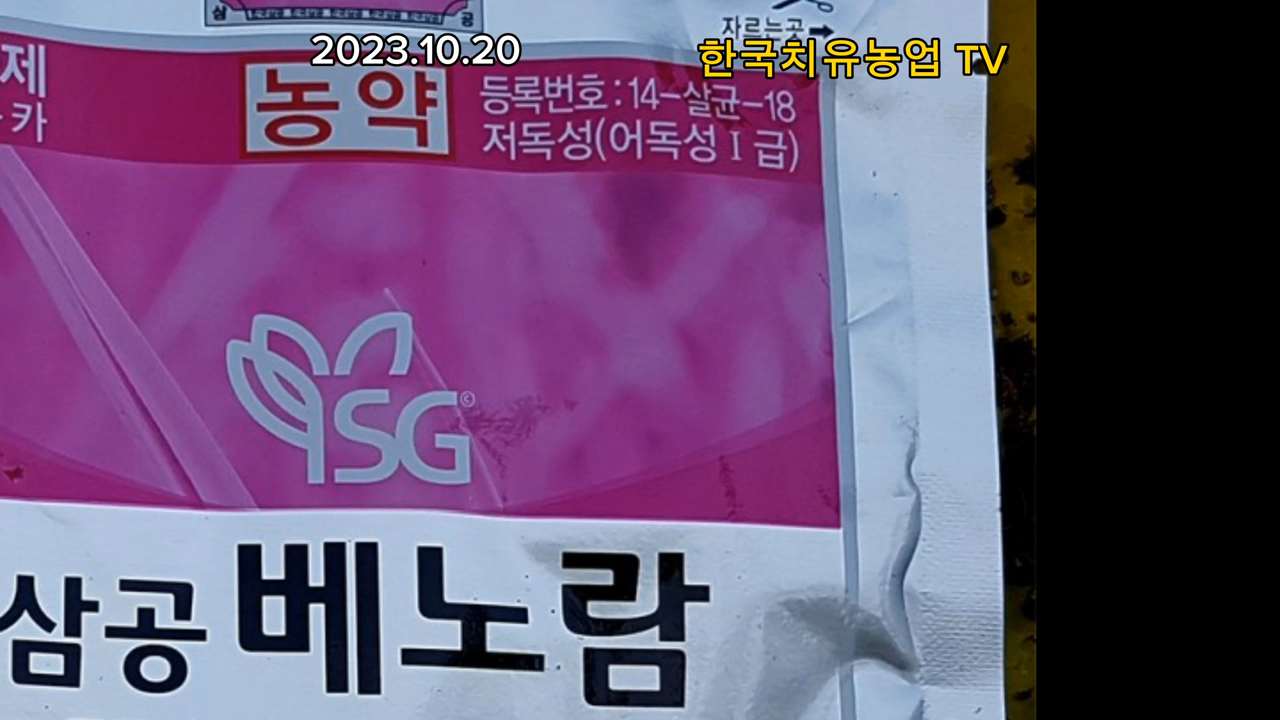 삼 공
자르는곳
2023.10.20
한국치유농업 TV
제
카
농약
등록번호 : 14-살균-18
저독성(어독성 I 급)
SG©
삼공 베노람